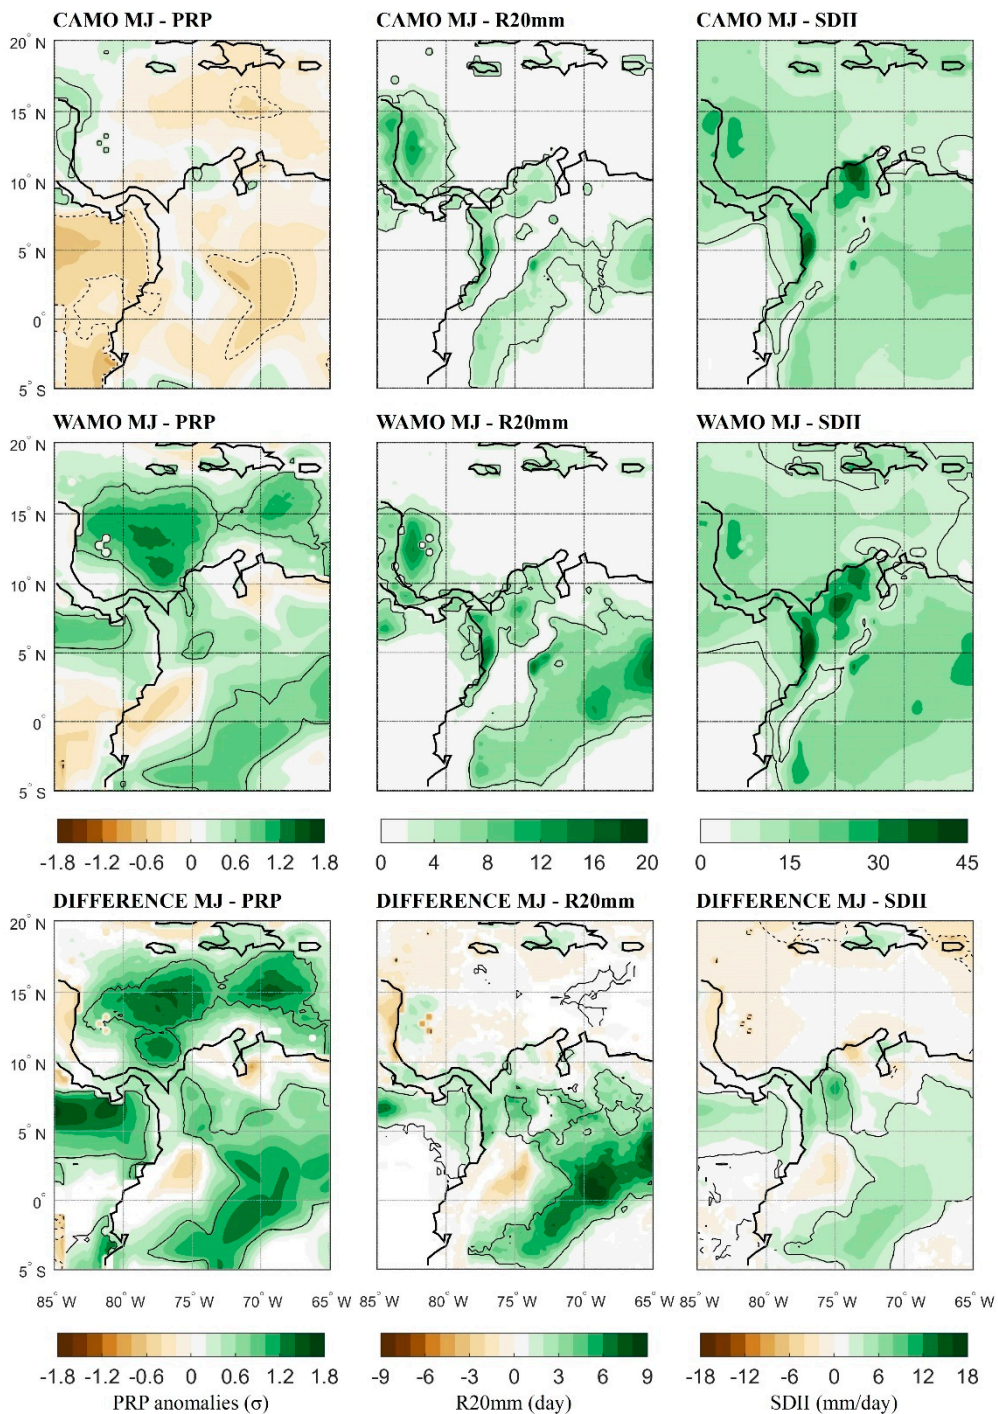 CAMO MJ - PRP CAMO MJ - R20mm CAMO MJ - SDII
20° N
15° N
10° N
5° N
0°
5° S
WAMO MJ - PRP WAMO MJ - R20mm WAMO MJ - SDII
20° N
15° N
10° N
5° N
0°
5° S
-1.8 -1.2 -0.6 0 0.6 1.2 1.8 0 4 8 12 16 20 0 15 30 45
DIFFERENCE MJ - PRP DIFFERENCE MJ - R20mm DIFFERENCE MJ - SDII
20° N
15° N
10° N
5° N
0°
5° S
85° W 80° W 75° W 70° W 65° W 85° W 80° W 75° W 70° W 65° W 85° W 80° W 75° W 70° W 65° W
-1.8 -1.2 -0.6 0 0.6 1.2 1.8 -9 -6 -3 0 3 6 9 -18 -12 -6 0 6 12 18
PRP anomalies (σ) R20mm (day) SDII (mm/day)